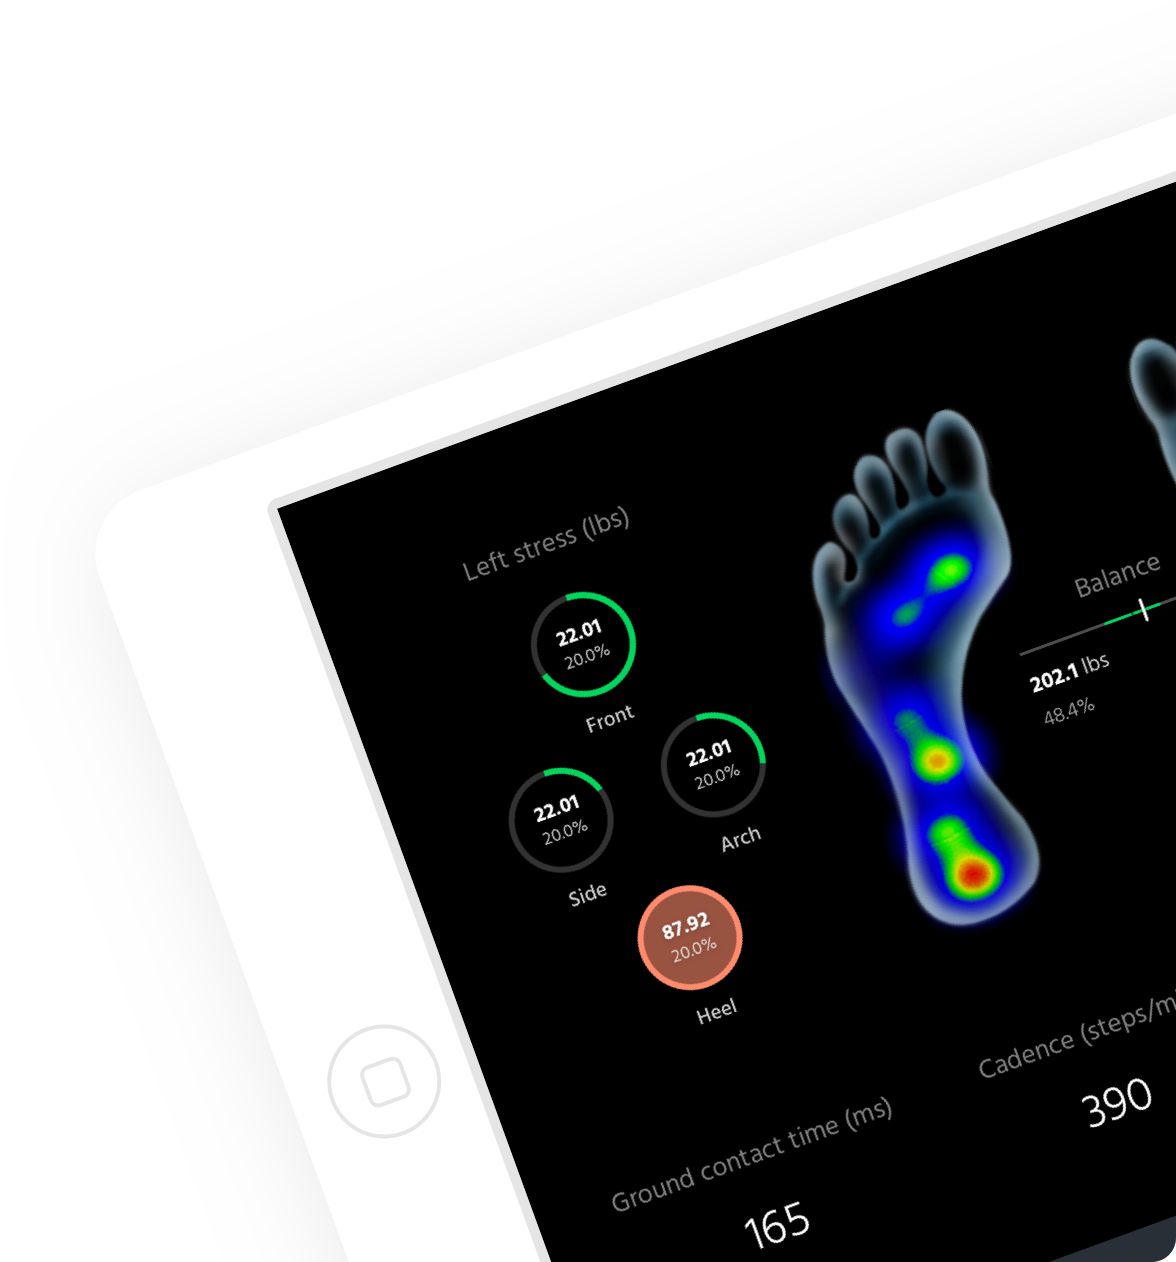 Left stress (lbs)
22.01
20.0%
Front
22.01
20.0%
Arch
22.01
20.0%
Side
87.92
20.0%
Heel
Balance
202.1 lbs
48.4%
Cadence (steps/m
390
Ground contact time (ms)
165